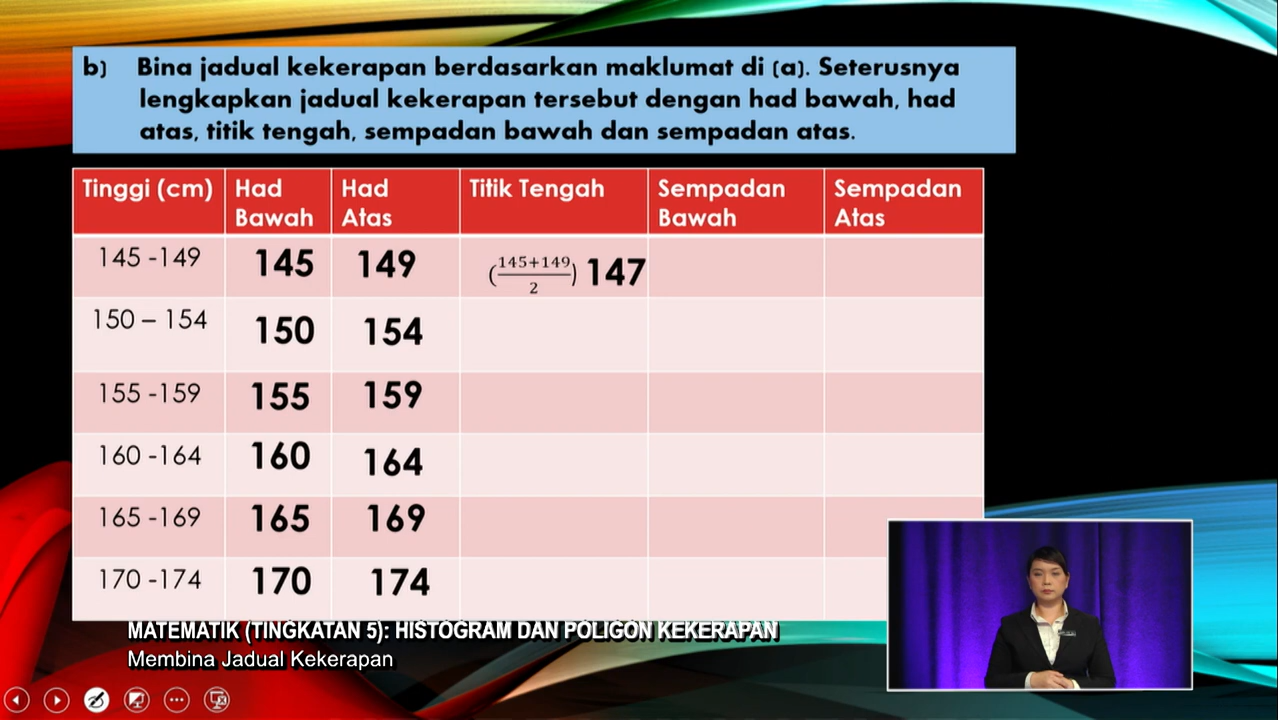 b) Bina jadual kekerapan berdasarkan maklumat di (a). Seterusnya
lengkapkan jadual kekerapan tersebut dengan had bawah, had
atas, titik tengah, sempadan bawah dan sempadan atas.
Tinggi (cm) Had Bawah Had Atas Titik Tengah Sempadan Bawah Sempadan Atas
145 -149 145 149 (145+149/2) 147
150 – 154 150 154
155 -159 155 159
160 -164 160 164
165 -169 165 169
170 -174 170 174
MATEMATIK (TINGKATAN 5): HISTOGRAM DAN POLIGON KEKERAPAN
Membina Jadual Kekerapan